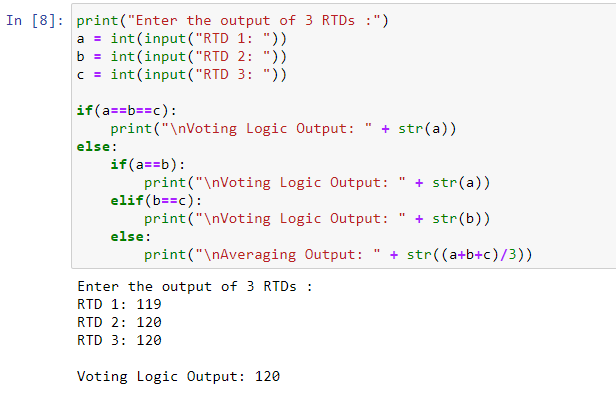 In [8]: print("Enter the output of 3 RTDs :")
a = int(input("RTD 1: "))
b = int(input("RTD 2: "))
c = int(input("RTD 3: "))
if(a==b==c):
    print("\nVoting Logic Output: " + str(a))
else:
    if(a==b):
        print("\nVoting Logic Output: " + str(a))
    elif(b==c):
        print("\nVoting Logic Output: " + str(b))
    else:
        print("\nAveraging Output: " + str((a+b+c)/3))
Enter the output of 3 RTDs :
RTD 1: 119
RTD 2: 120
RTD 3: 120
Voting Logic Output: 120